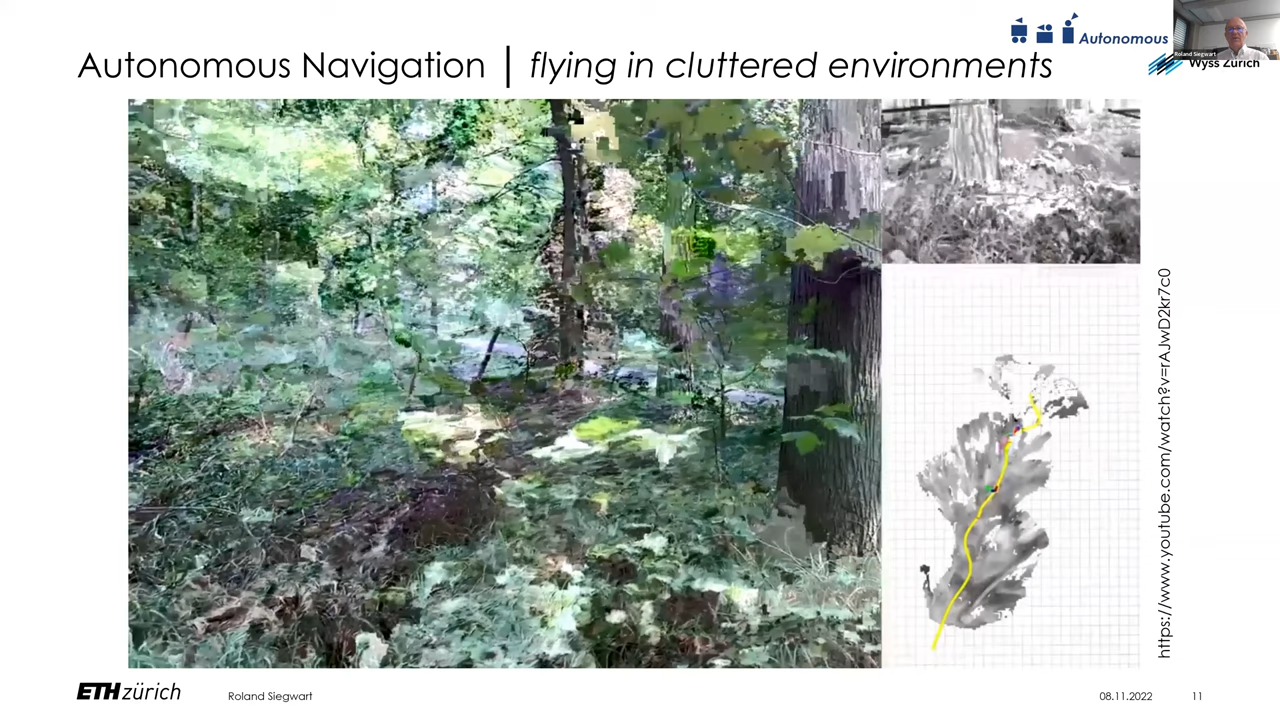 Autonomous
Roland Siegwart
Wyss Zurich
Autonomous Navigation | flying in cluttered environments
https://www.youtube.com/watch?v=rAJwD2kr7c0
ETH zürich
Roland Siegwart
08.11.2022
11